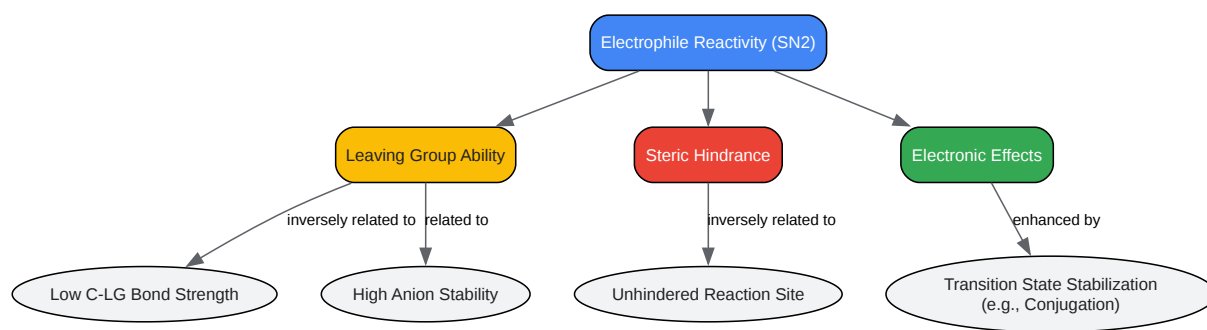 Electrophile Reactivity (SN2)
Leaving Group Ability
Steric Hindrance
Electronic Effects
inversely related to
related to
inversely related to
enhanced by
Low C-LG Bond Strength
High Anion Stability
Unhindered Reaction Site
Transition State Stabilization
(e.g., Conjugation)